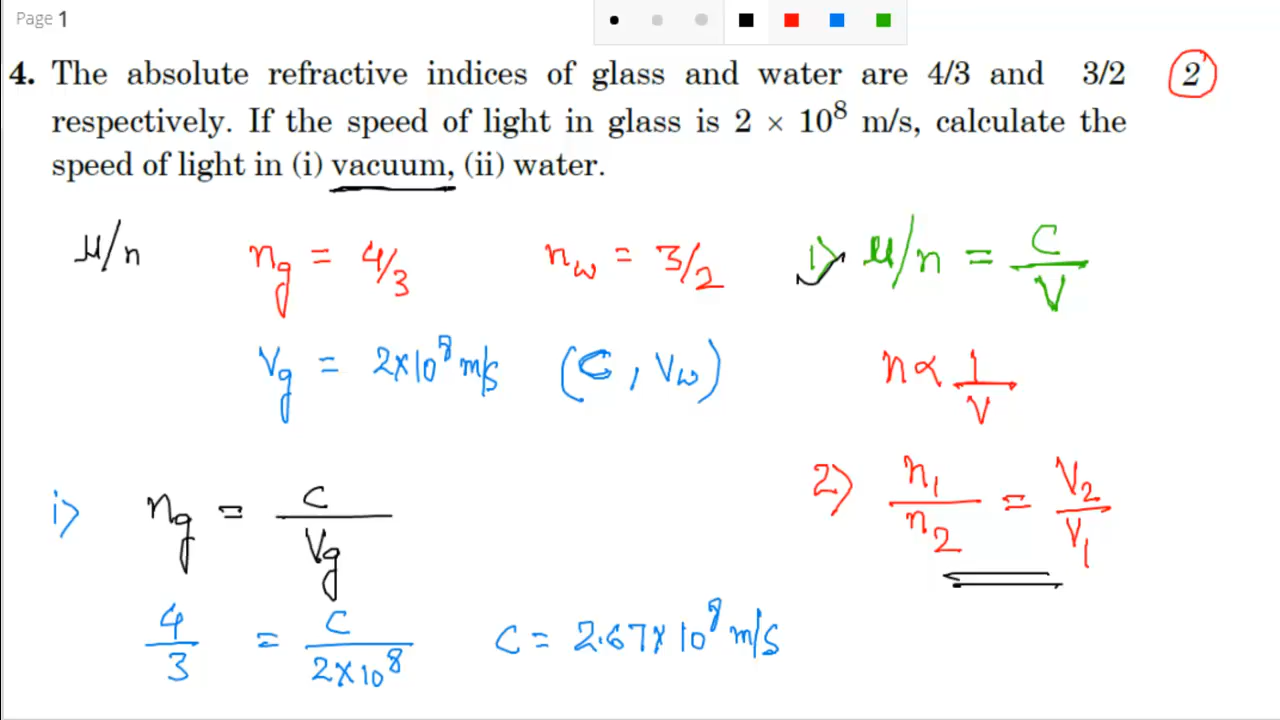 Page 1
4. The absolute refractive indices of glass and water are 4/3 and 3/2 2
respectively. If the speed of light in glass is 2 × 10⁸ m/s, calculate the
speed of light in (i) vacuum, (ii) water.
μ/n n_g = 4/3 n_w = 3/2 1) μ/n = C/V
V_g = 2×10⁸ m/s (C, V_w) n ∝ 1/V
i) n_g = C/V_g 2) n₁/n₂ = V₂/V₁
4/3 = C/2×10⁸ C = 2.67×10⁸ m/s